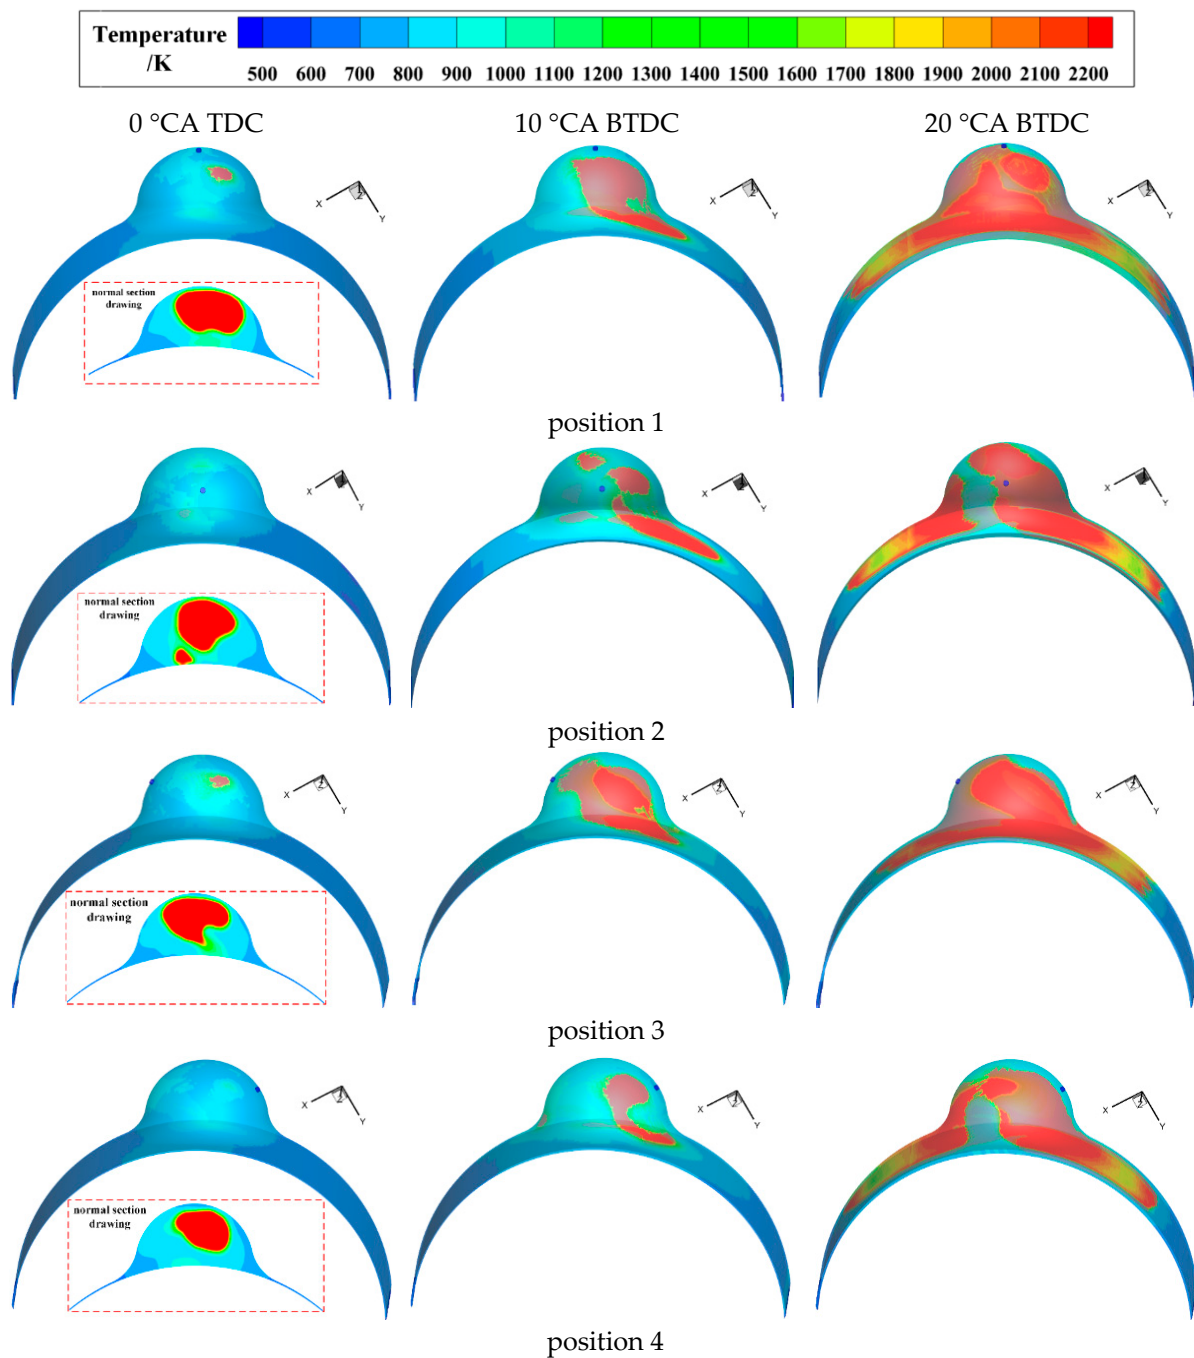 Temperature
/K
500 600 700 800 900 1000 1100 1200 1300 1400 1500 1600 1700 1800 1900 2000 2100 2200
0 °CA TDC 10 °CA BTDC 20 °CA BTDC
X Z Y X Z Y X Z Y
normal section
drawing
position 1
X Y X Y X Y
normal section
drawing
position 2
X Z Y X Z Y X Z Y
normal section
drawing
position 3
X Z Y X Z Y X Z Y
normal section
drawing
position 4